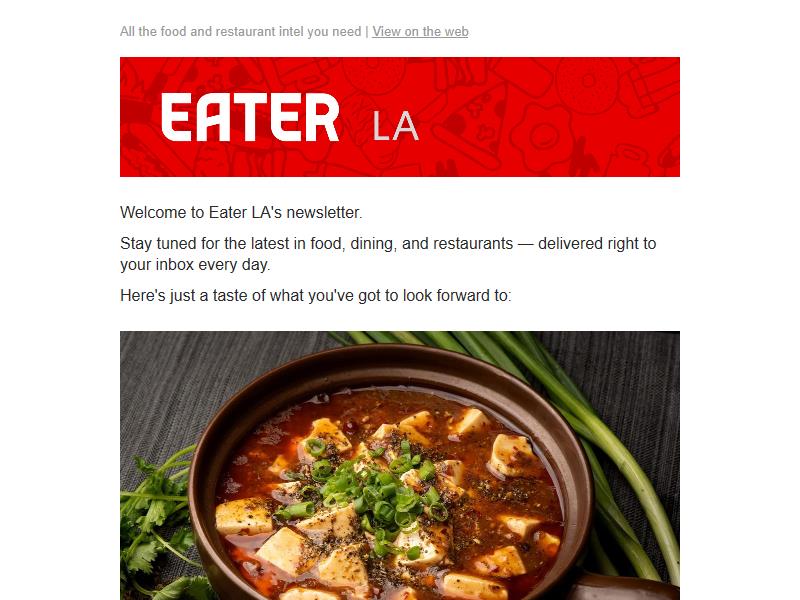 All the food and restaurant intel you need | View on the web
EATER LA
Welcome to Eater LA's newsletter.
Stay tuned for the latest in food, dining, and restaurants — delivered right to
your inbox every day.
Here's just a taste of what you've got to look forward to: